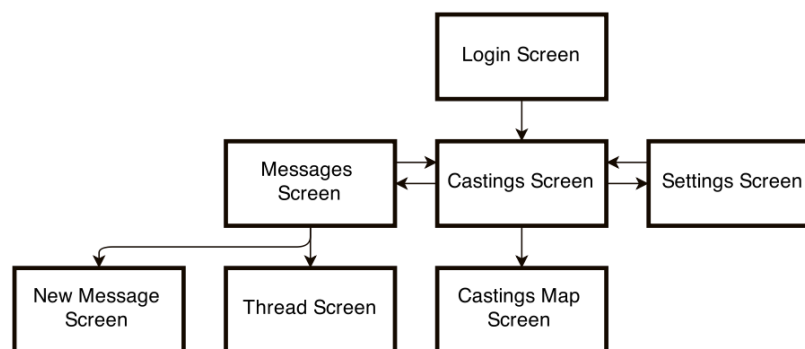 Login Screen
Messages
Screen
Castings Screen
Settings Screen
New Message
Screen
Thread Screen
Castings Map
Screen